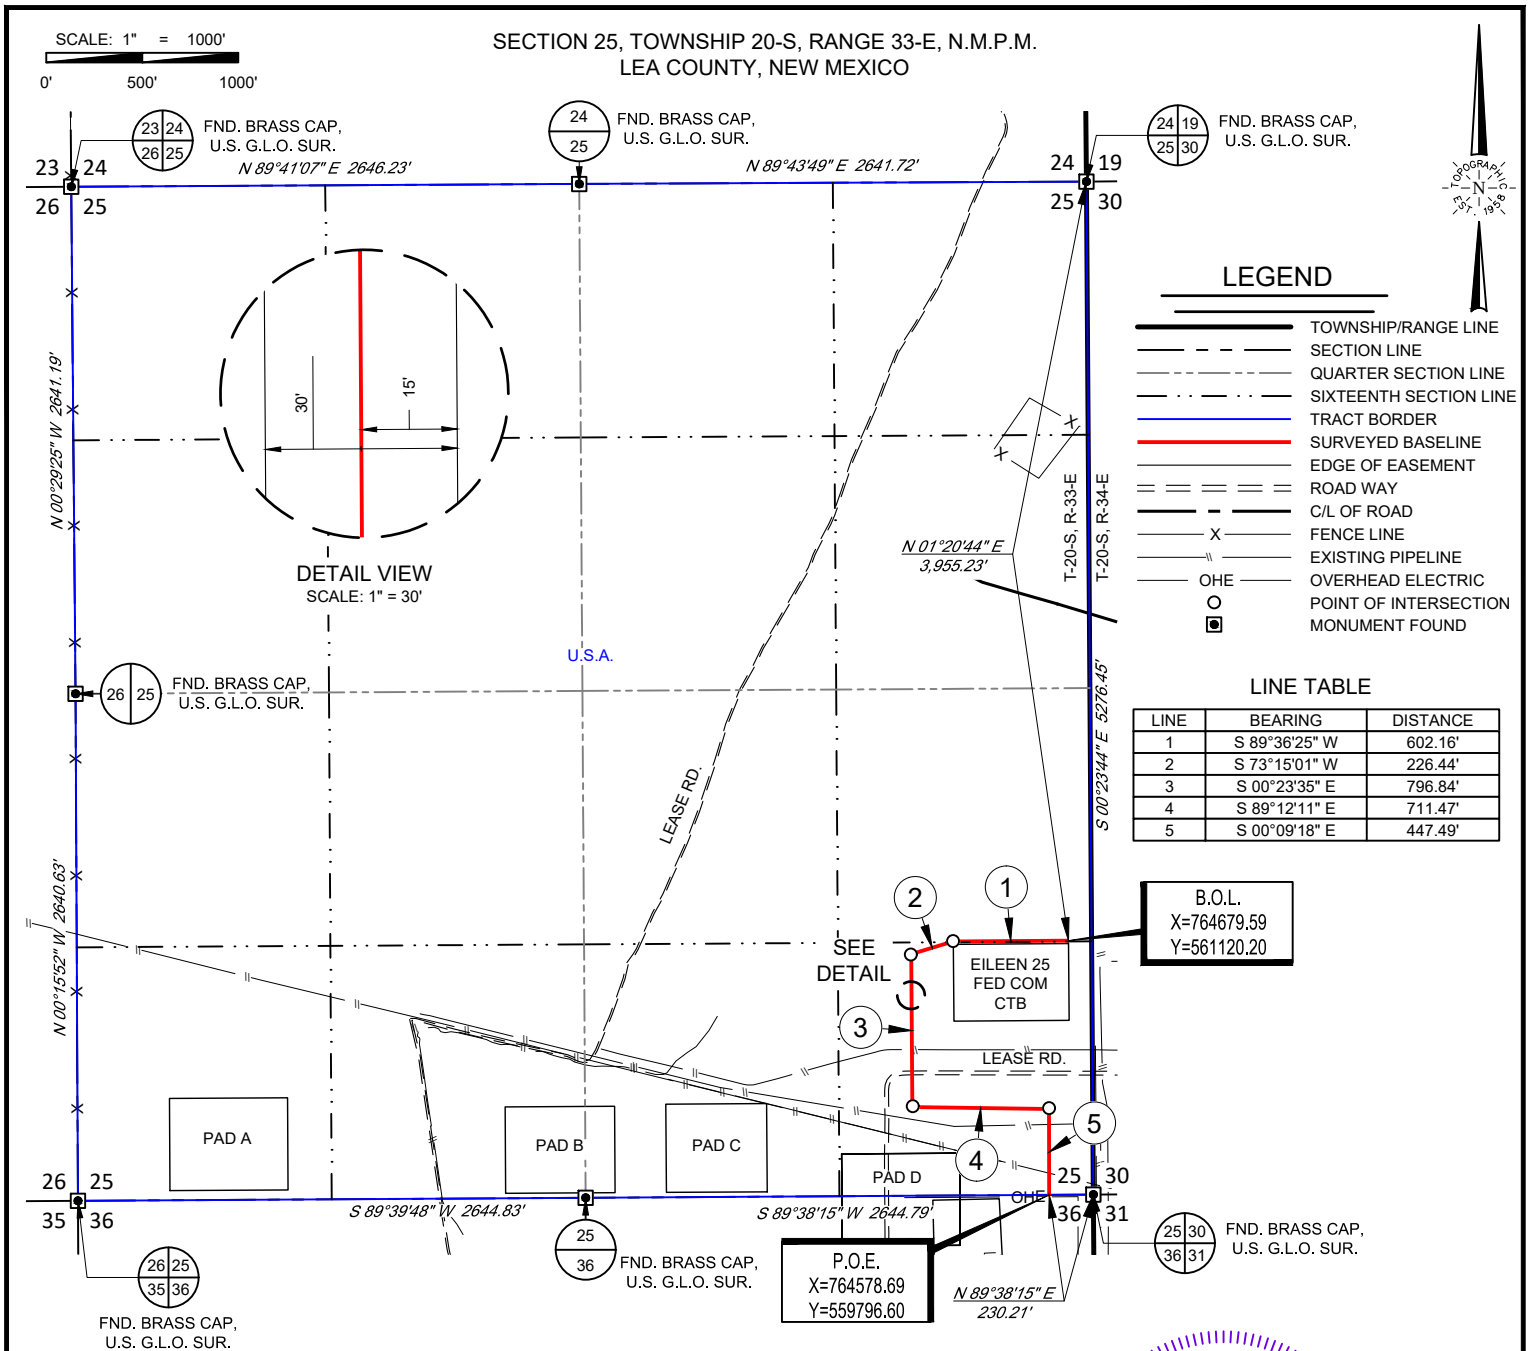 SCALE: 1" = 1000'
0' 500' 1000'
SECTION 25, TOWNSHIP 20-S, RANGE 33-E, N.M.P.M.
LEA COUNTY, NEW MEXICO
23 24
26 25
FND. BRASS CAP,
U.S. G.L.O. SUR.
24
25
FND. BRASS CAP,
U.S. G.L.O. SUR.
24 19
25 30
FND. BRASS CAP,
U.S. G.L.O. SUR.
N 89°41'07" E 2646.23'
N 89°43'49" E 2641.72'
23 24
26 25
24 19
25 30
TOPOGRAPHIC
N
EST. 1958
LEGEND
TOWNSHIP/RANGE LINE
SECTION LINE
QUARTER SECTION LINE
SIXTEENTH SECTION LINE
TRACT BORDER
SURVEYED BASELINE
EDGE OF EASEMENT
ROAD WAY
C/L OF ROAD
X FENCE LINE
EXISTING PIPELINE
OHE OVERHEAD ELECTRIC
POINT OF INTERSECTION
MONUMENT FOUND
N 00°29'25" W 2641.19'
30'
15'
DETAIL VIEW
SCALE: 1" = 30'
X
X
T-20-S, R-33-E
T-20-S, R-34-E
N 01°20'44" E
3,955.23'
U.S.A.
26 25
FND. BRASS CAP,
U.S. G.L.O. SUR.
S 00°23'44" E 5276.45'
LEASE RD.
LINE TABLE
LINE BEARING DISTANCE
1 S 89°36'25" W 602.16'
2 S 73°15'01" W 226.44'
3 S 00°23'35" E 796.84'
4 S 89°12'11" E 711.47'
5 S 00°09'18" E 447.49'
N 00°15'52" W 2640.63'
2
1
B.O.L.
X=764679.59
Y=561120.20
SEE
DETAIL
EILEEN 25
FED COM
CTB
3
LEASE RD.
5
4
PAD A
PAD B
PAD C
PAD D
26 25
35 36
25 30
36 31
OHE
S 89°39'48" W 2644.83'
S 89°38'15" W 2644.79'
25
36
FND. BRASS CAP,
U.S. G.L.O. SUR.
25 30
36 31
FND. BRASS CAP,
U.S. G.L.O. SUR.
26 25
35 36
FND. BRASS CAP,
U.S. G.L.O. SUR.
P.O.E.
X=764578.69
Y=559796.60
N 89°38'15" E
230.21'